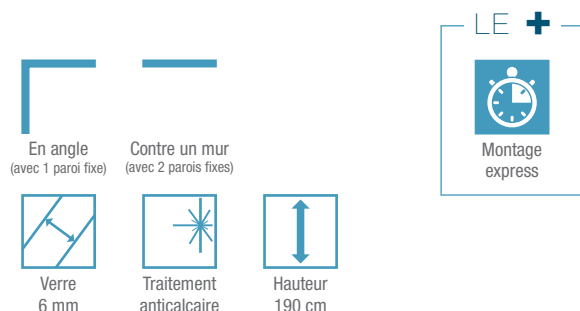 LE +
En angle
(avec 1 paroi fixe)
Contre un mur
(avec 2 parois fixes)
Montage
express
Verre
6 mm
Traitement
anticalcaire
Hauteur
190 cm